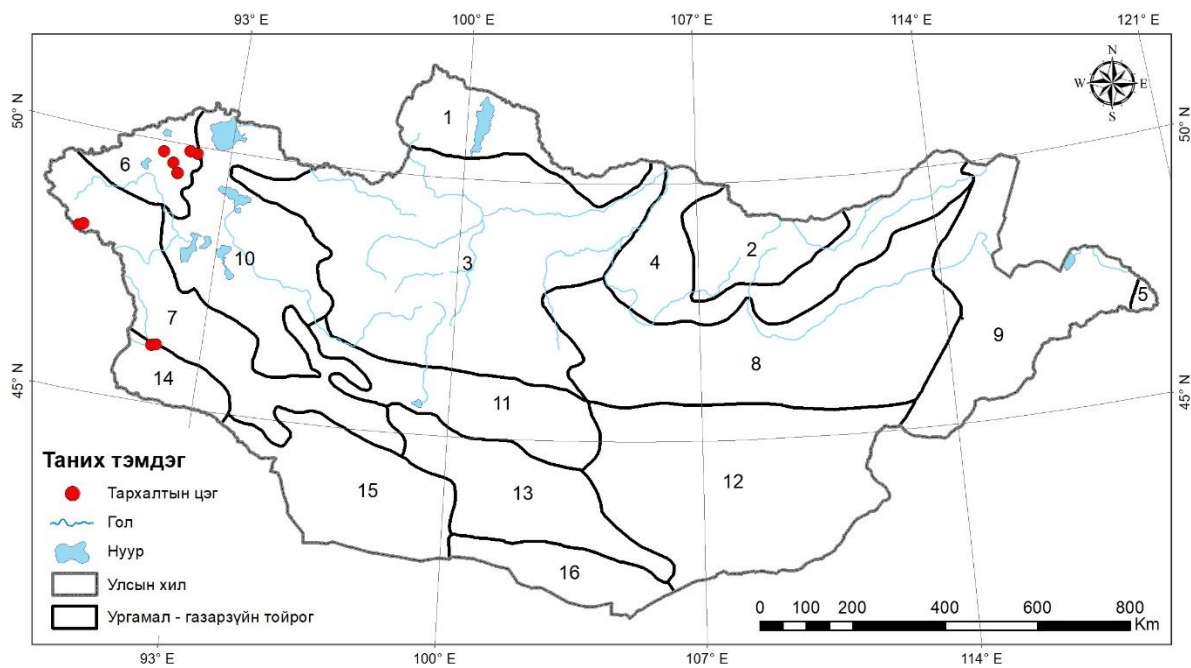 93° E 100° E 107° E 114° E 121° E
N
W E
S
50° N 50° N
1
6
2
10 3 4
5
7 9
8
45° N 14 45° N
11
Таних тэмдэг
Тархалтын цэг
Гол
Нуур
Улсын хил
Ургамал - газарзүйн тойрог
15 13 12
16
0 100 200 400 600 800
Km
93° E 100° E 107° E 114° E